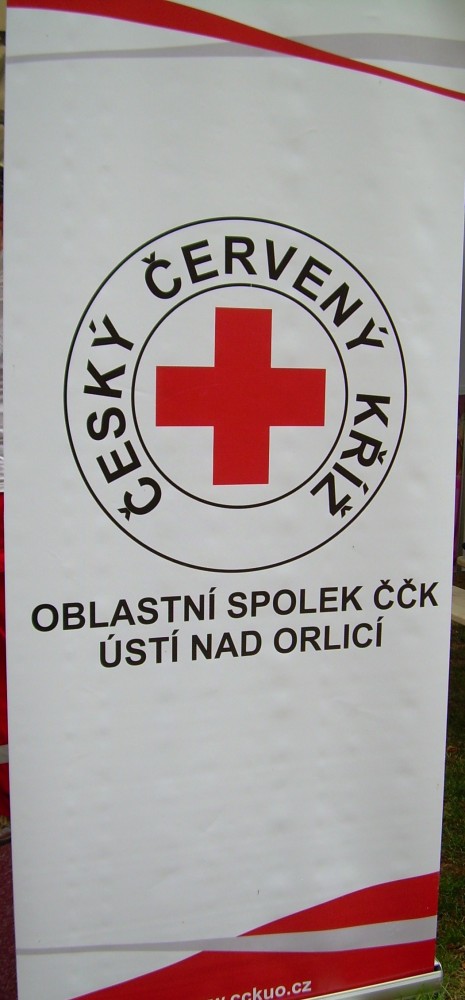 ČESKÝ ČERVENÝ KŘÍŽ
OBLASTNÍ SPOLEK ČČK
ÚSTÍ NAD ORLICÍ
.cckuo.cz